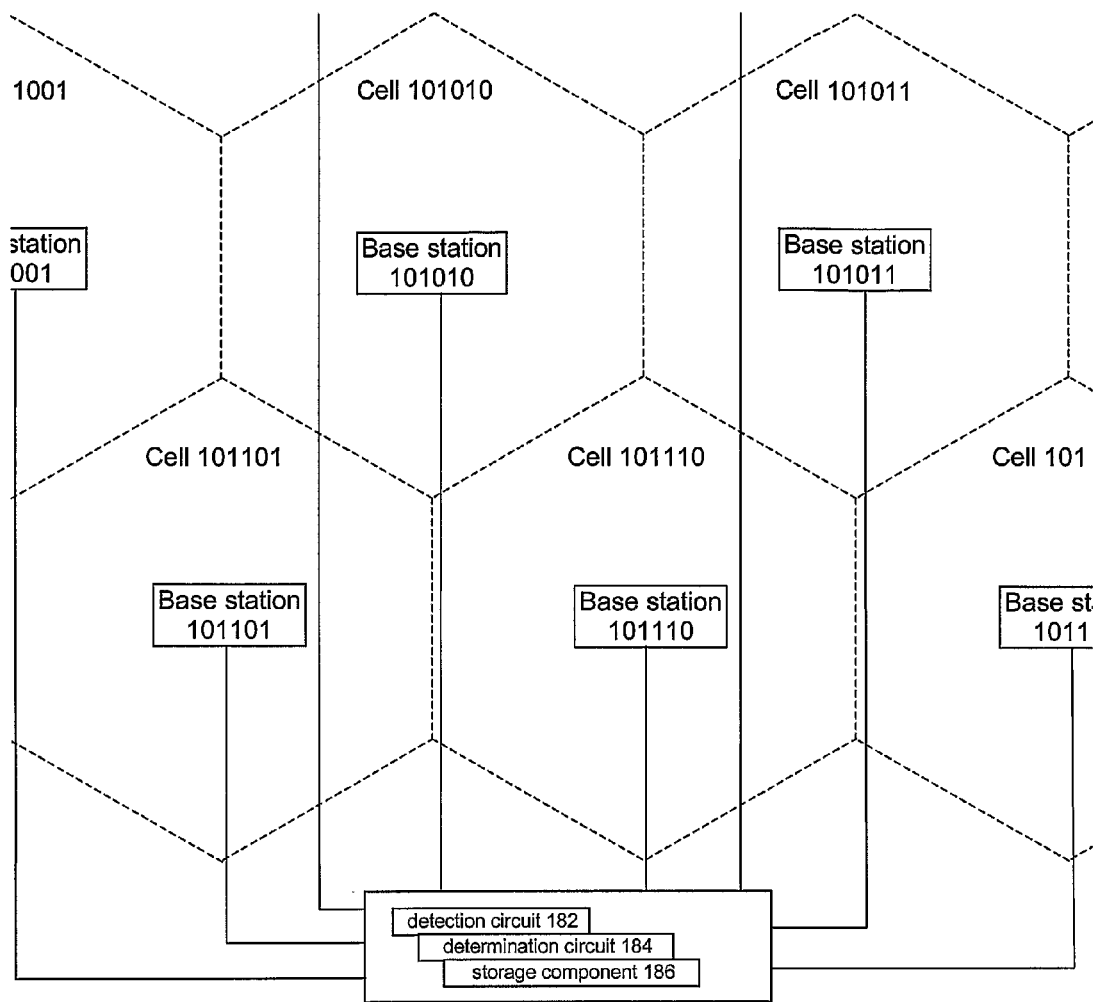 1001
Cell 101010
Cell 101011
station
001
Base station
101010
Base station
101011
Cell 101101
Cell 101110
Cell 101
Base station
101101
Base station
101110
Base sta
1011
detection circuit 182
determination circuit 184
storage component 186